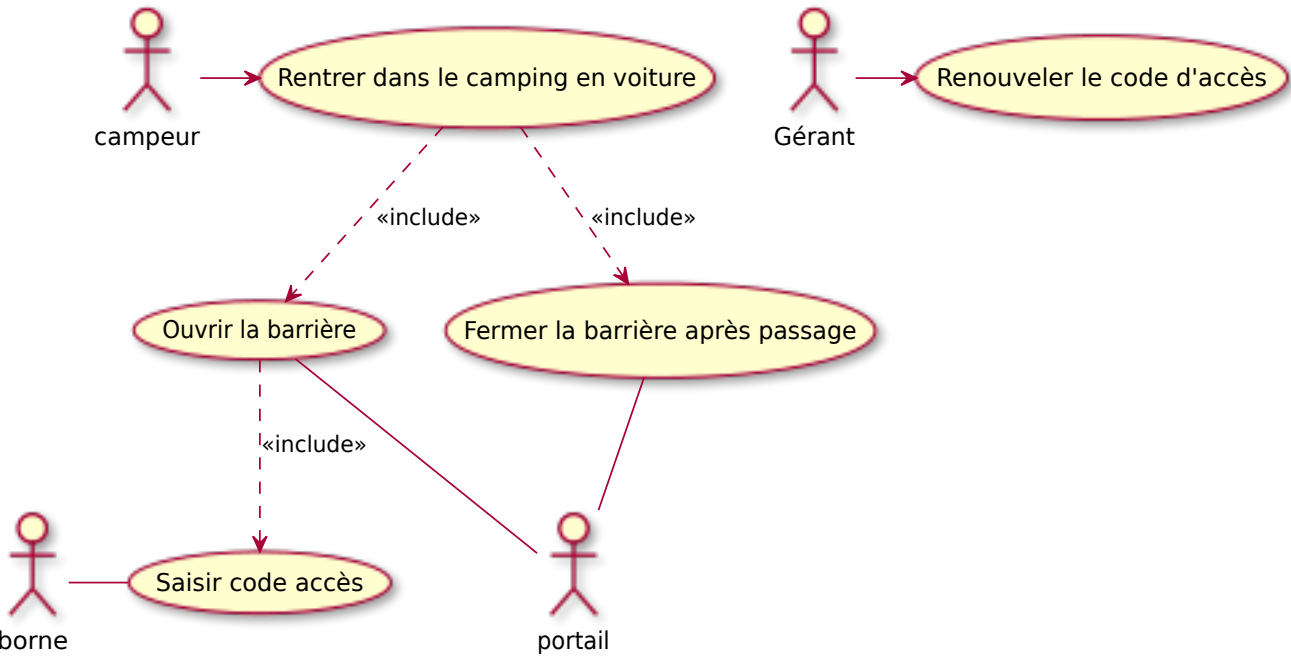 campeur
Rentrer dans le camping en voiture
Gérant
Renouveler le code d'accès
«include»
«include»
Ouvrir la barrière
Fermer la barrière après passage
«include»
borne
Saisir code accès
portail